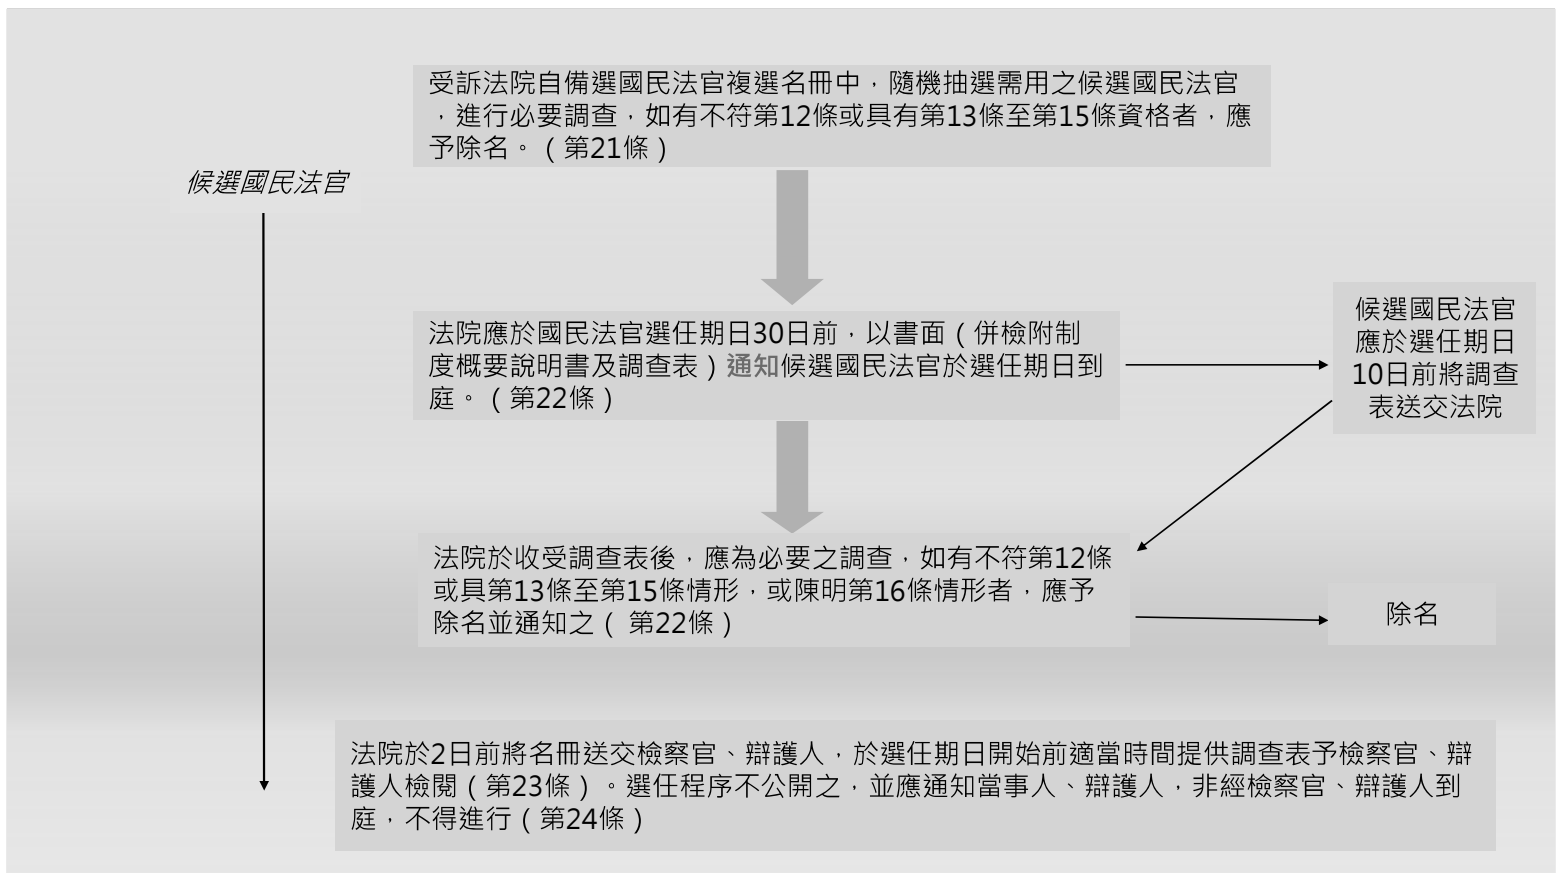 受訴法院自備選國民法官複選名冊中，隨機抽選需用之候選國民法官
，進行必要調查，如有不符第12條或具有第13條至第15條資格者，應
予除名。（第21條）
候選國民法官
法院應於國民法官選任期日30日前，以書面（併檢附制
度概要說明書及調查表）通知候選國民法官於選任期日到
庭。（第22條）
候選國民法官
應於選任期日
10日前將調查
表送交法院
法院於收受調查表後，應為必要之調查，如有不符第12條
或具第13條至第15條情形，或陳明第16條情形者，應予
除名並通知之（ 第22條）
除名
法院於2日前將名冊送交檢察官、辯護人，於選任期日開始前適當時間提供調查表予檢察官、辯
護人檢閱（第23條）。選任程序不公開之，並應通知當事人、辯護人，非經檢察官、辯護人到
庭，不得進行（第24條）